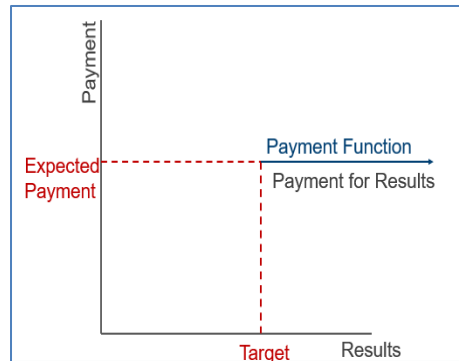 Payment
Payment Function
Expected
Payment
Payment for Results
Target
Results